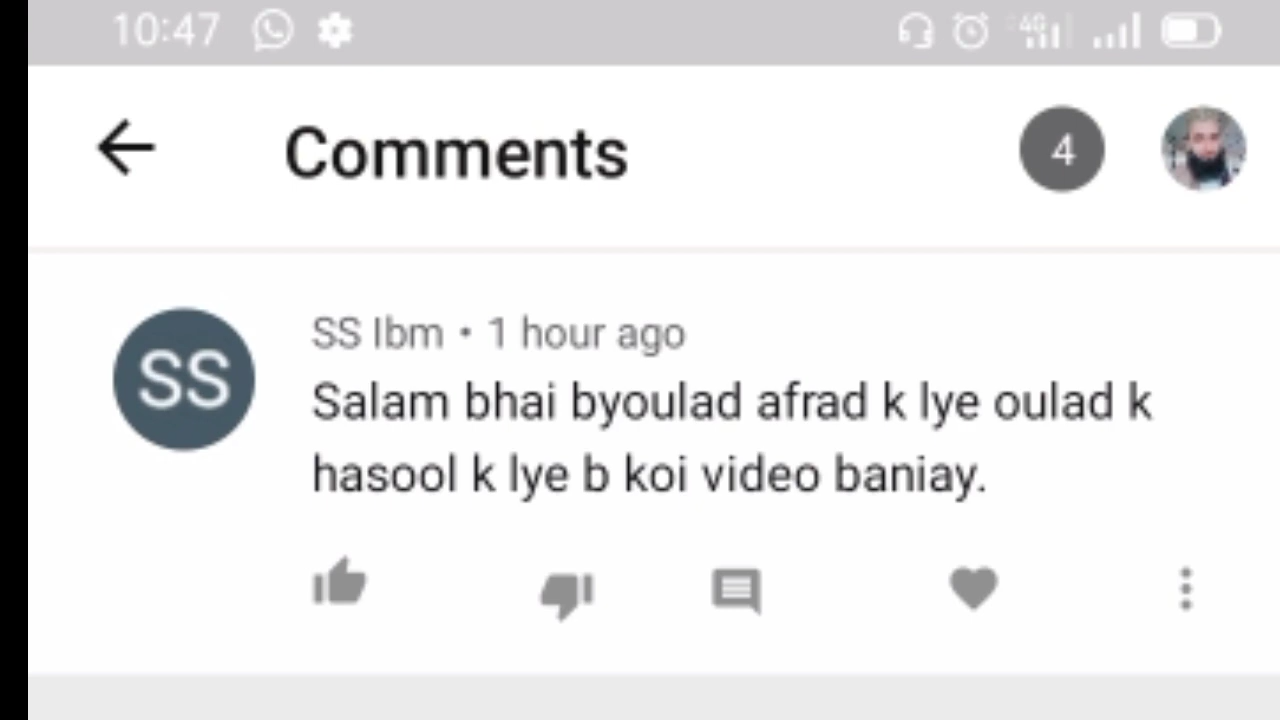 10:47
4G
Comments
4
SS
SS Ibm • 1 hour ago
Salam bhai byoulad afrad k lye oulad k
hasool k lye b koi video baniay.